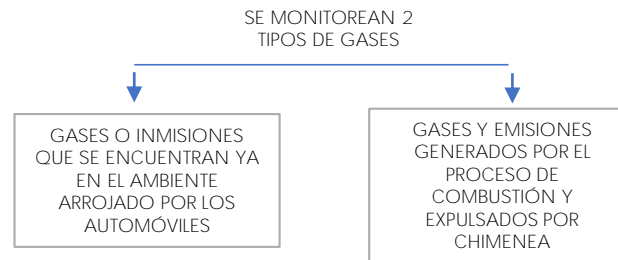 SE MONITOREAN 2
TIPOS DE GASES
GASES O INMISIONES
QUE SE ENCUENTRAN YA
EN EL AMBIENTE
ARROJADO POR LOS
AUTOMÓVILES
GASES Y EMISIONES
GENERADOS POR EL
PROCESO DE
COMBUSTIÓN Y
EXPULSADOS POR
CHIMENEA